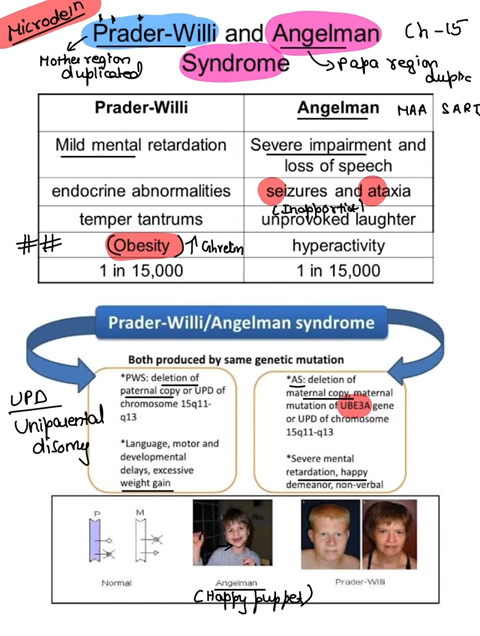 Microdeln
Prader-Willi and Angelman Ch-15
Syndrome
Mother region
duplicated
Papa region
duplic
Prader-Willi Angelman MAA SART
Mild mental retardation Severe impairment and
loss of speech
endocrine abnormalities seizures and ataxia
temper tantrums unprovoked laughter
## (Obesity) ↑ Ghrelin hyperactivity
1 in 15,000 1 in 15,000
Prader-Willi/Angelman syndrome
Both produced by same genetic mutation
*PWS: deletion of
paternal copy or UPD of
chromosome 15q11-
q13
*Language, motor and
developmental
delays, excessive
weight gain
*AS: deletion of
maternal copy, maternal
mutation of UBE3A gene
or UPD of chromosome
15q11-q13
*Severe mental
retardation, happy
demeanor, non-verbal
UPD
Uniparental
disomy
P M
Normal Angelman Prader-Willi
(Happy puppet)